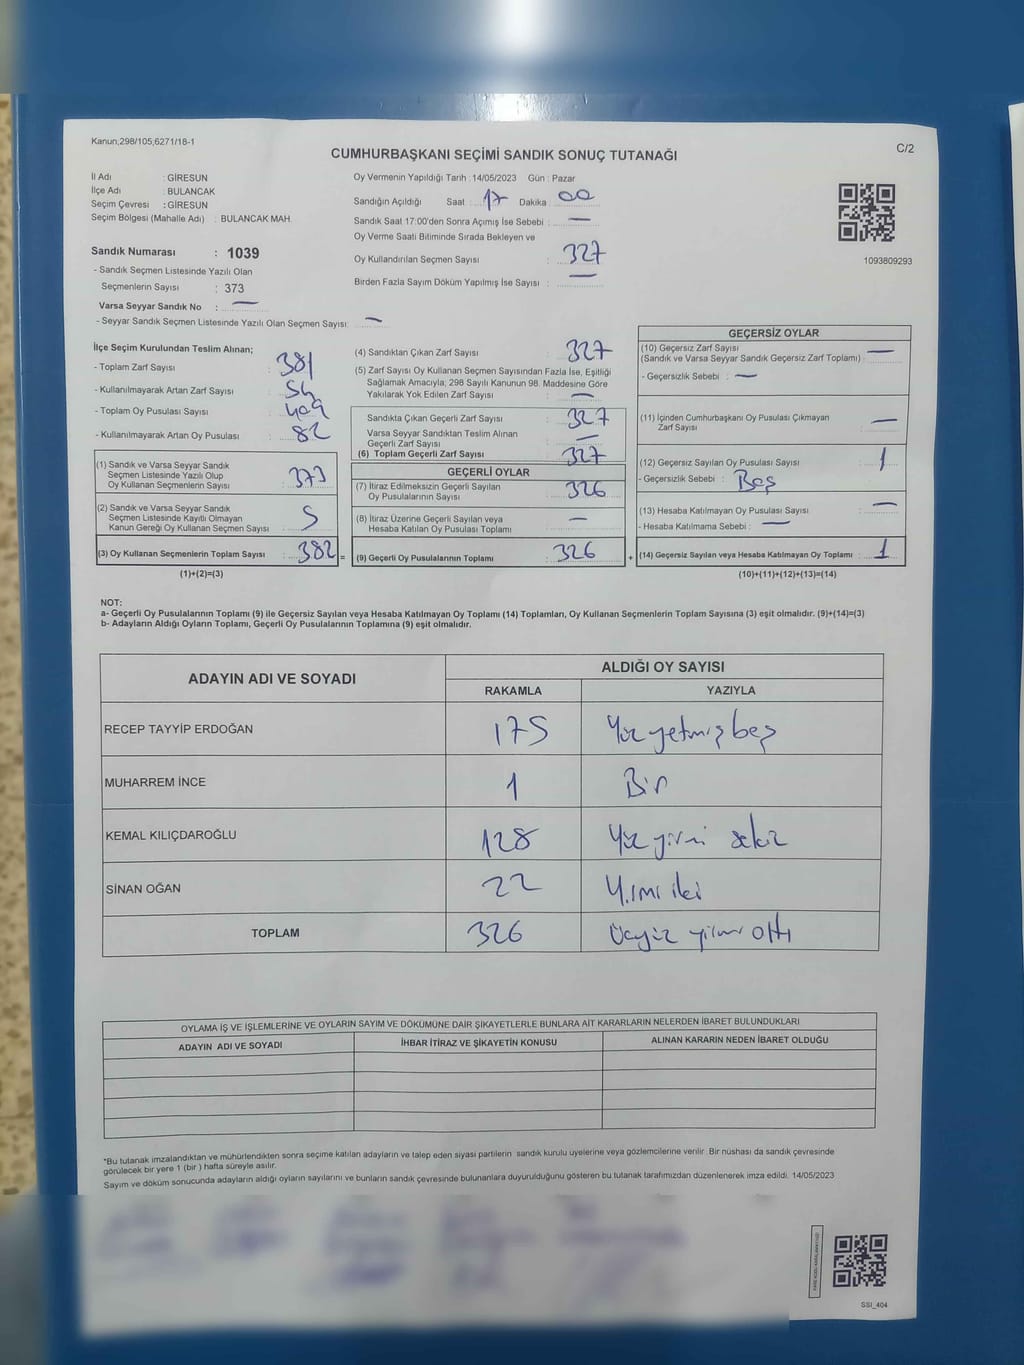 Kanun,298/105,6271/18-1
C/2
CUMHURBAŞKANI SEÇİMİ SANDIK SONUÇ TUTANAĞI
İl Adı : GİRESUN
İlçe Adı : BULANCAK
Seçim Çevresi : GİRESUN
Seçim Bölgesi (Mahalle Adı) : BULANCAK MAH.
Sandık Numarası : 1039
- Sandık Seçmen Listesinde Yazılı Olan
Seçmenlerin Sayısı : 373
Varsa Seyyar Sandık No : —
- Seyyar Sandık Seçmen Listesinde Yazılı Olan Seçmen Sayısı: —
Oy Vermenin Yapıldığı Tarih : 14/05/2023 Gün : Pazar
Sandığın Açıldığı Saat : 17 Dakika : 00
Sandık Saat 17:00'den Sonra Açımış İse Sebebi : —
Oy Verme Saati Bitiminde Sırada Bekleyen ve
Oy Kullandırılan Seçmen Sayısı : 327
Birden Fazla Sayım Döküm Yapılmış İse Sayısı : —
1093809293
İlçe Seçim Kurulundan Teslim Alınan;
- Toplam Zarf Sayısı : 381
- Kullanılmayarak Artan Zarf Sayısı : 54
- Toplam Oy Pusulası Sayısı : 409
- Kullanılmayarak Artan Oy Pusulası : 82
(1) Sandık ve Varsa Seyyar Sandık
Seçmen Listesinde Yazılı Olup
Oy Kullanan Seçmenlerin Sayısı : 373
(2) Sandık ve Varsa Seyyar Sandık
Seçmen Listesinde Kayıtlı Olmayan
Kanun Gereği Oy Kullanan Seçmen Sayısı : 5
(3) Oy Kullanan Seçmenlerin Toplam Sayısı : 382 =
(1)+(2)=(3)
(4) Sandıktan Çıkan Zarf Sayısı : 327
(5) Zarf Sayısı Oy Kullanan Seçmen Sayısından Fazla İse, Eşitliği
Sağlamak Amacıyla; 298 Sayılı Kanunun 98. Maddesine Göre
Yakılarak Yok Edilen Zarf Sayısı : —
Sandıkta Çıkan Geçerli Zarf Sayısı : 327
Varsa Seyyar Sandıktan Teslim Alınan
Geçerli Zarf Sayısı : —
(6) Toplam Geçerli Zarf Sayısı : 327
GEÇERLİ OYLAR
(7) İtiraz Edilmeksizin Geçerli Sayılan
Oy Pusulalarının Sayısı : 326
(8) İtiraz Üzerine Geçerli Sayılan veya
Hesaba Katılan Oy Pusulası Toplamı : —
(9) Geçerli Oy Pusulalarının Toplamı : 326 +
GEÇERSİZ OYLAR
(10) Geçersiz Zarf Sayısı
(Sandık ve Varsa Seyyar Sandık Geçersiz Zarf Toplamı) : —
- Geçersizlik Sebebi : —
(11) İçinden Cumhurbaşkanı Oy Pusulası Çıkmayan
Zarf Sayısı : —
(12) Geçersiz Sayılan Oy Pusulası Sayısı : 1
- Geçersizlik Sebebi : Boş
(13) Hesaba Katılmayan Oy Pusulası Sayısı : —
- Hesaba Katılmama Sebebi : —
(14) Geçersiz Sayılan veya Hesaba Katılmayan Oy Toplamı : 1
(10)+(11)+(12)+(13)=(14)
NOT:
a- Geçerli Oy Pusulalarının Toplamı (9) ile Geçersiz Sayılan veya Hesaba Katılmayan Oy Toplamı (14) Toplamları, Oy Kullanan Seçmenlerin Toplam Sayısına (3) eşit olmalıdır. (9)+(14)=(3)
b- Adayların Aldığı Oyların Toplamı, Geçerli Oy Pusulalarının Toplamına (9) eşit olmalıdır.
ADAYIN ADI VE SOYADI
ALDIĞI OY SAYISI
RAKAMLA YAZIYLA
RECEP TAYYİP ERDOĞAN 175 Yüz yetmiş beş
MUHARREM İNCE 1 Bir
KEMAL KILIÇDAROĞLU 128 Yüz yirmi sekiz
SİNAN OĞAN 22 Yirmi iki
TOPLAM 326 Üçyüz yirmi altı
OYLAMA İŞ VE İŞLEMLERİNE VE OYLARIN SAYIM VE DÖKÜMÜNE DAİR ŞİKAYETLERLE BUNLARA AİT KARARLARIN NELERDEN İBARET BULUNDUKLARI
ADAYIN ADI VE SOYADI İHBAR İTİRAZ VE ŞİKAYETİN KONUSU ALINAN KARARIN NEDEN İBARET OLDUĞU
*Bu tutanak imzalandıktan ve mühürlendikten sonra seçime katılan adayların ve talep eden siyasi partilerin sandık kurulu üyelerine veya gözlemcilerine verilir. Bir nüshası da sandık çevresinde
görülecek bir yere 1 (bir) hafta süreyle asılır.
Sayım ve döküm sonucunda adayların aldığı oyların sayılarını ve bunların sandık çevresinde bulunanlara duyurulduğunu gösteren bu tutanak tarafımızdan düzenlenerek imza edildi. 14/05/2023
SSI_404